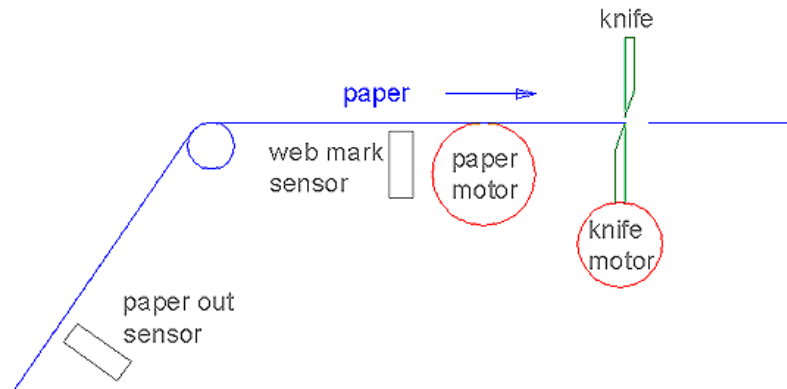 knife
paper
web mark
sensor
paper
motor
knife
motor
paper out
sensor